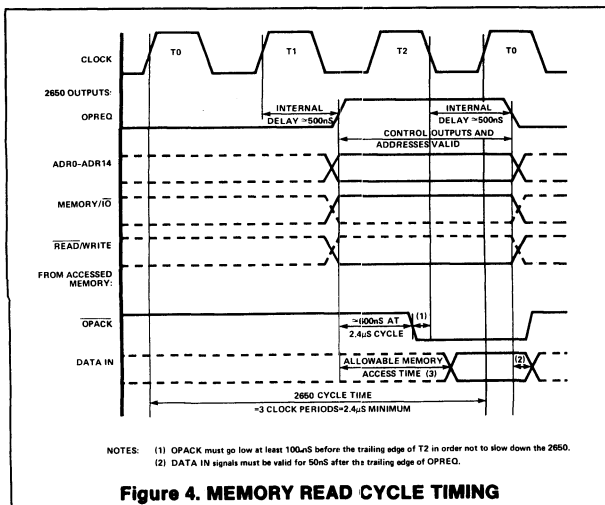 CLOCK
T0 T1 T2 T0
2650 OUTPUTS:
OPREQ
INTERNAL
DELAY ≈500nS
INTERNAL
DELAY ≈500nS
CONTROL OUTPUTS AND
ADDRESSES VALID
ADR0-ADR14
MEMORY/IO
READ/WRITE
FROM ACCESSED
MEMORY:
OPACK
≈600nS AT
2.4µS CYCLE
(1)
DATA IN
ALLOWABLE MEMORY
ACCESS TIME (3)
(2)
2650 CYCLE TIME
=3 CLOCK PERIODS=2.4µS MINIMUM
NOTES: (1) OPACK must go low at least 100nS before the trailing edge of T2 in order not to slow down the 2650.
(2) DATA IN signals must be valid for 50nS after the trailing edge of OPREQ.
Figure 4. MEMORY READ CYCLE TIMING